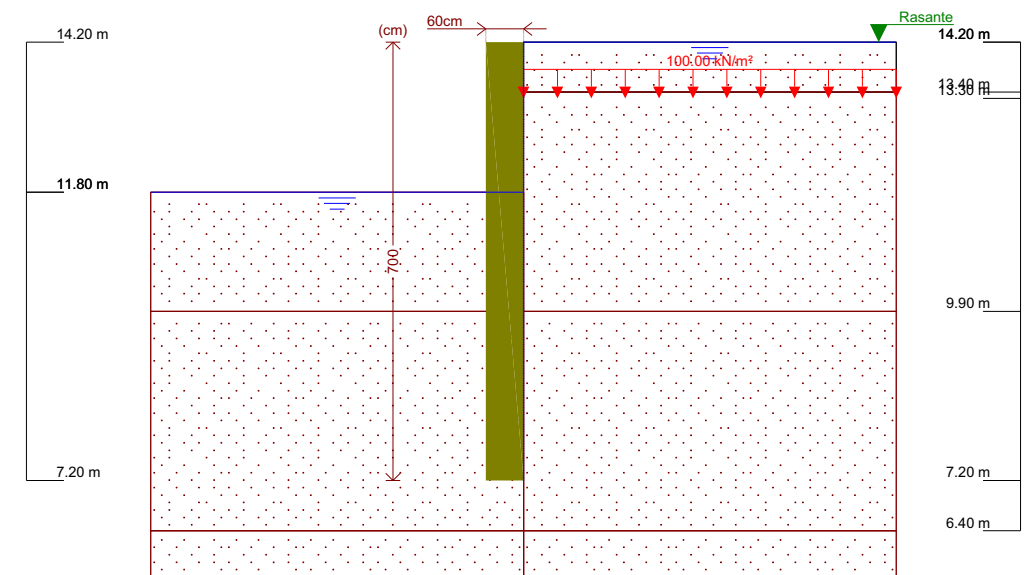 60cm
Rasante
(cm)
14.20 m
14.20 m
100.00 kN/m²
13.40 m
13.30 m
11.80 m
700
9.90 m
7.20 m
7.20 m
6.40 m